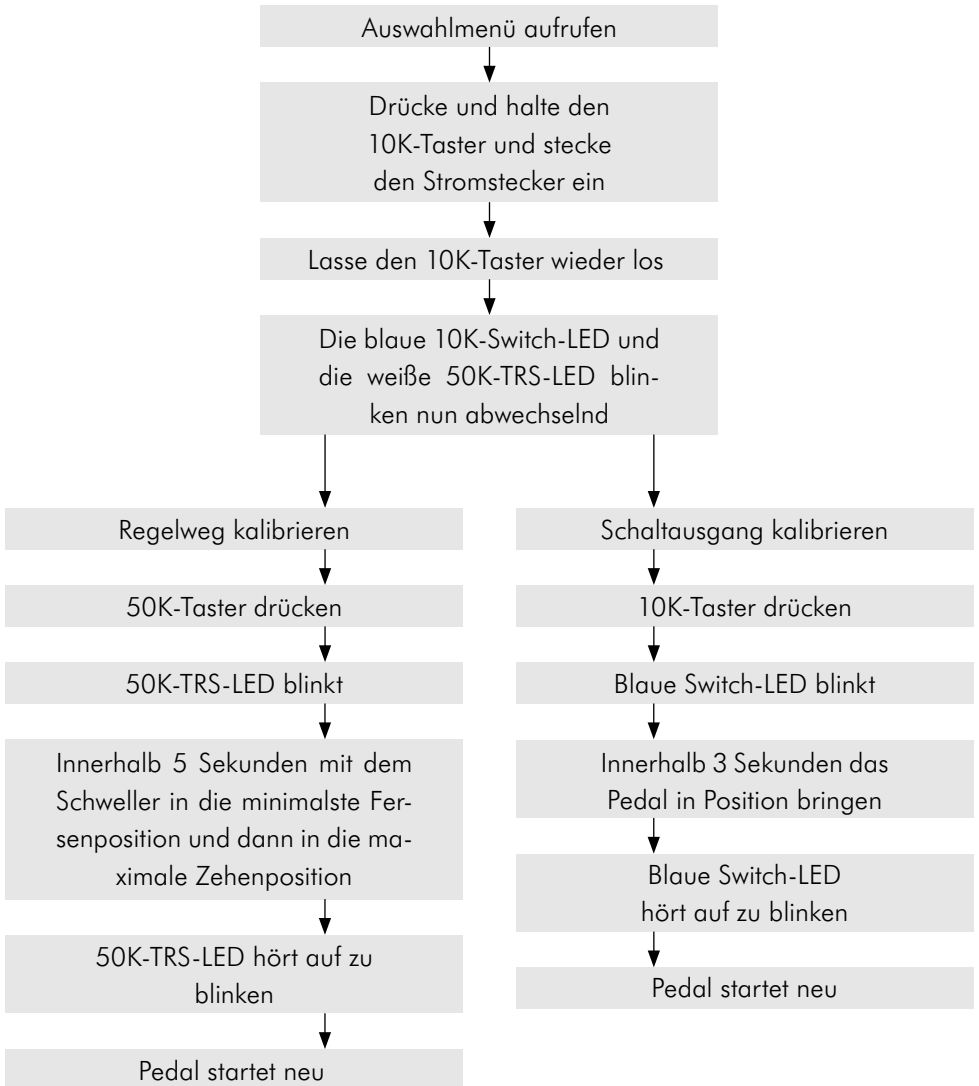 Auswahlmenü aufrufen
Drücke und halte den
10K-Taster und stecke
den Stromstecker ein
Lasse den 10K-Taster wieder los
Die blaue 10K-Switch-LED und
die weiße 50K-TRS-LED blin-
ken nun abwechselnd
Regelweg kalibrieren
50K-Taster drücken
50K-TRS-LED blinkt
Innerhalb 5 Sekunden mit dem
Schweller in die minimalste Fer-
senposition und dann in die ma-
ximale Zehenposition
50K-TRS-LED hört auf zu
blinken
Pedal startet neu
Schaltausgang kalibrieren
10K-Taster drücken
Blaue Switch-LED blinkt
Innerhalb 3 Sekunden das
Pedal in Position bringen
Blaue Switch-LED
hört auf zu blinken
Pedal startet neu